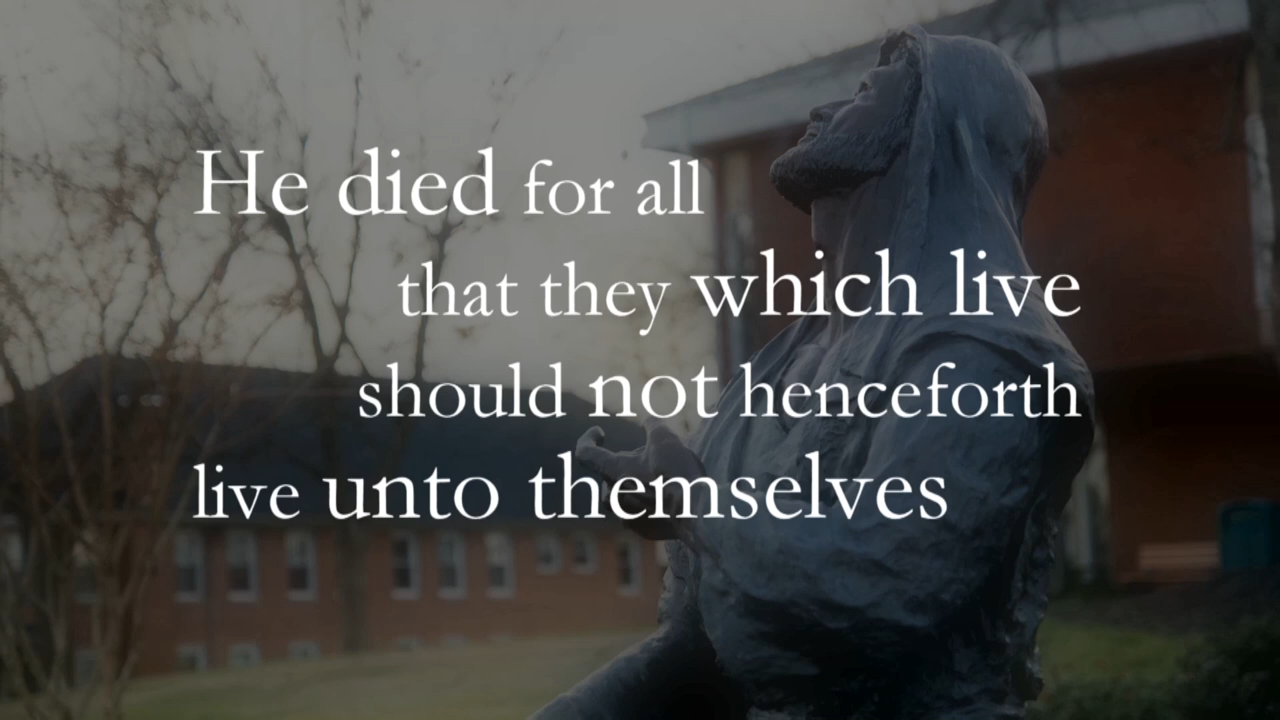 He died for all
that they which live
should not henceforth
live unto themselves